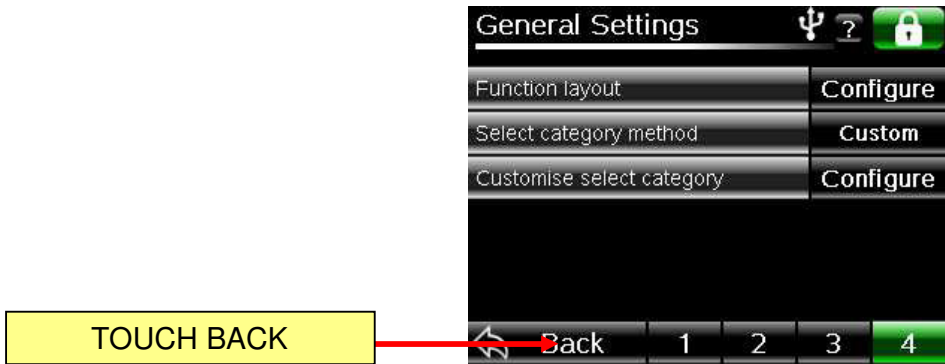 General Settings ?
Function layout Configure
Select category method Custom
Customise select category Configure
TOUCH BACK
Back 1 2 3 4